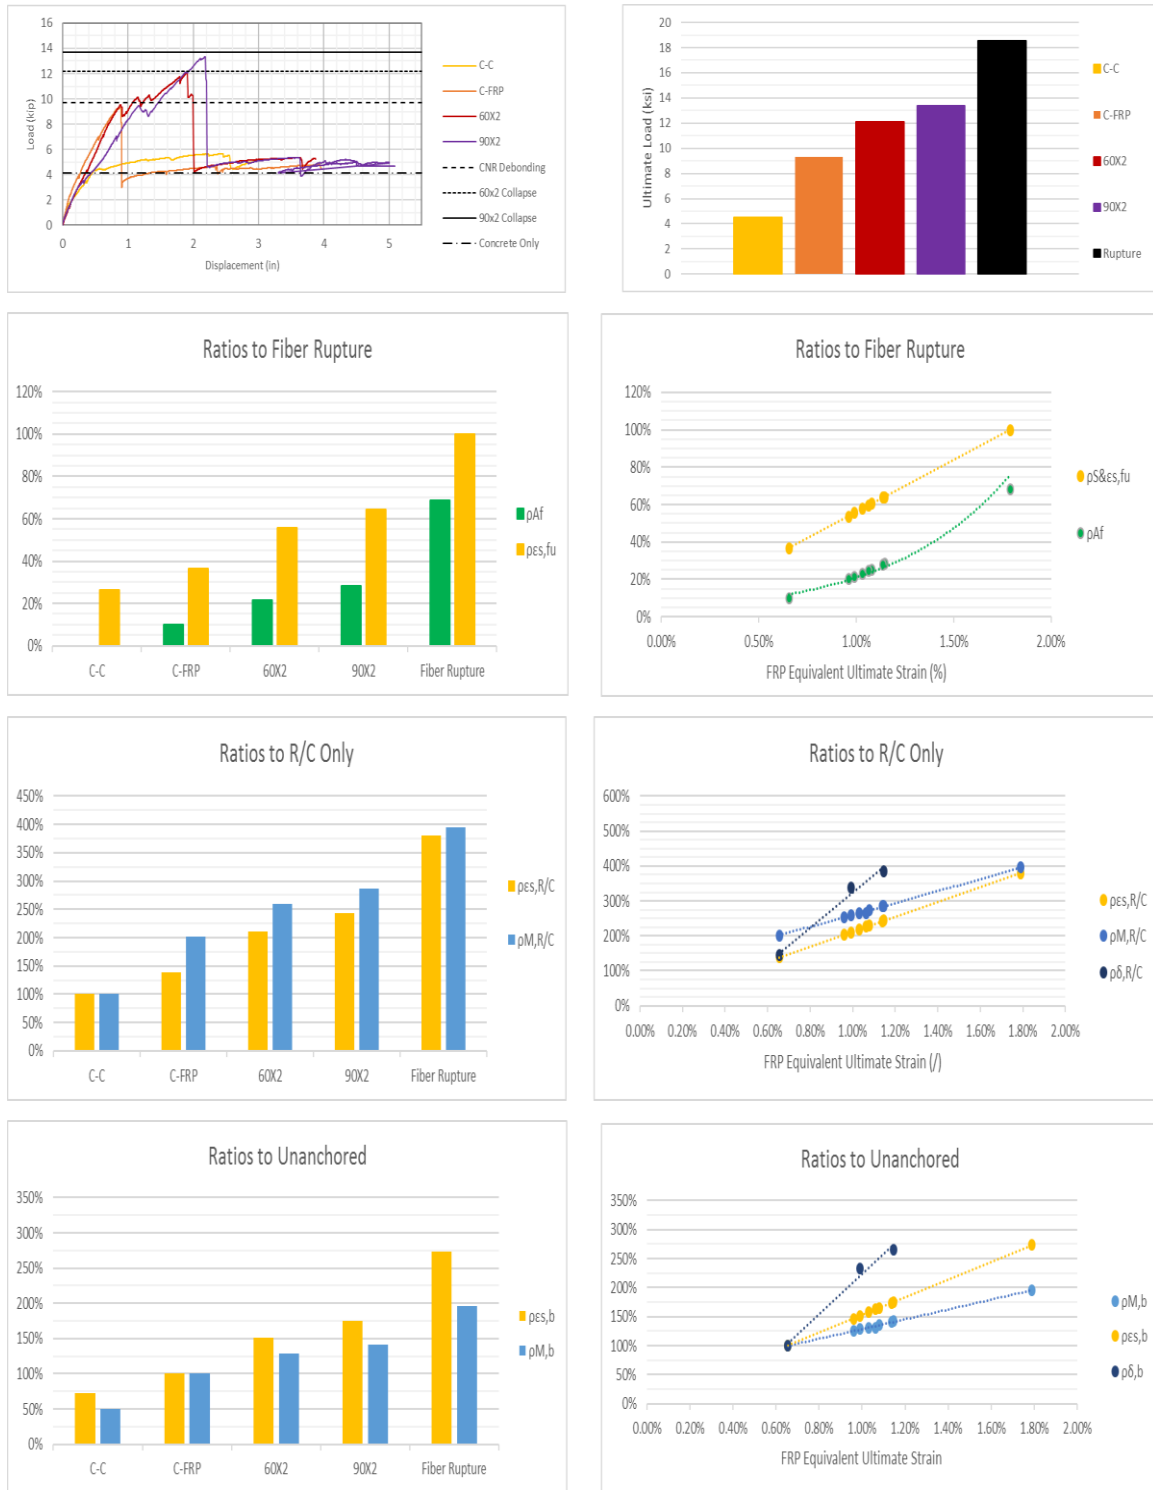 16
14
12
10
8
6
4
2
0
Load (kip)
0 1 2 3 4 5
Displacement (in)
C-C
C-FRP
60X2
90X2
CNR Debonding
60x2 Collapse
90x2 Collapse
Concrete Only
20
18
16
14
12
10
8
6
4
2
0
Ultimate Load (ksi)
C-C
C-FRP
60X2
90X2
Rupture
Ratios to Fiber Rupture
120%
100%
80%
60%
40%
20%
0%
C-C C-FRP 60X2 90X2 Fiber Rupture
ρAf
ρεs,fu
Ratios to Fiber Rupture
120%
100%
80%
60%
40%
20%
0%
0.00% 0.50% 1.00% 1.50% 2.00%
FRP Equivalent Ultimate Strain (%)
ρS&εs,fu
ρAf
Ratios to R/C Only
450%
400%
350%
300%
250%
200%
150%
100%
50%
0%
C-C C-FRP 60X2 90X2 Fiber Rupture
ρεs,R/C
ρM,R/C
Ratios to R/C Only
600%
500%
400%
300%
200%
100%
0%
0.00% 0.20% 0.40% 0.60% 0.80% 1.00% 1.20% 1.40% 1.60% 1.80% 2.00%
FRP Equivalent Ultimate Strain (/)
ρεs,R/C
ρM,R/C
ρδ,R/C
Ratios to Unanchored
350%
300%
250%
200%
150%
100%
50%
0%
C-C C-FRP 60X2 90X2 Fiber Rupture
ρεs,b
ρM,b
Ratios to Unanchored
350%
300%
250%
200%
150%
100%
50%
0%
0.00% 0.20% 0.40% 0.60% 0.80% 1.00% 1.20% 1.40% 1.60% 1.80% 2.00%
FRP Equivalent Ultimate Strain
ρM,b
ρεs,b
ρδ,b